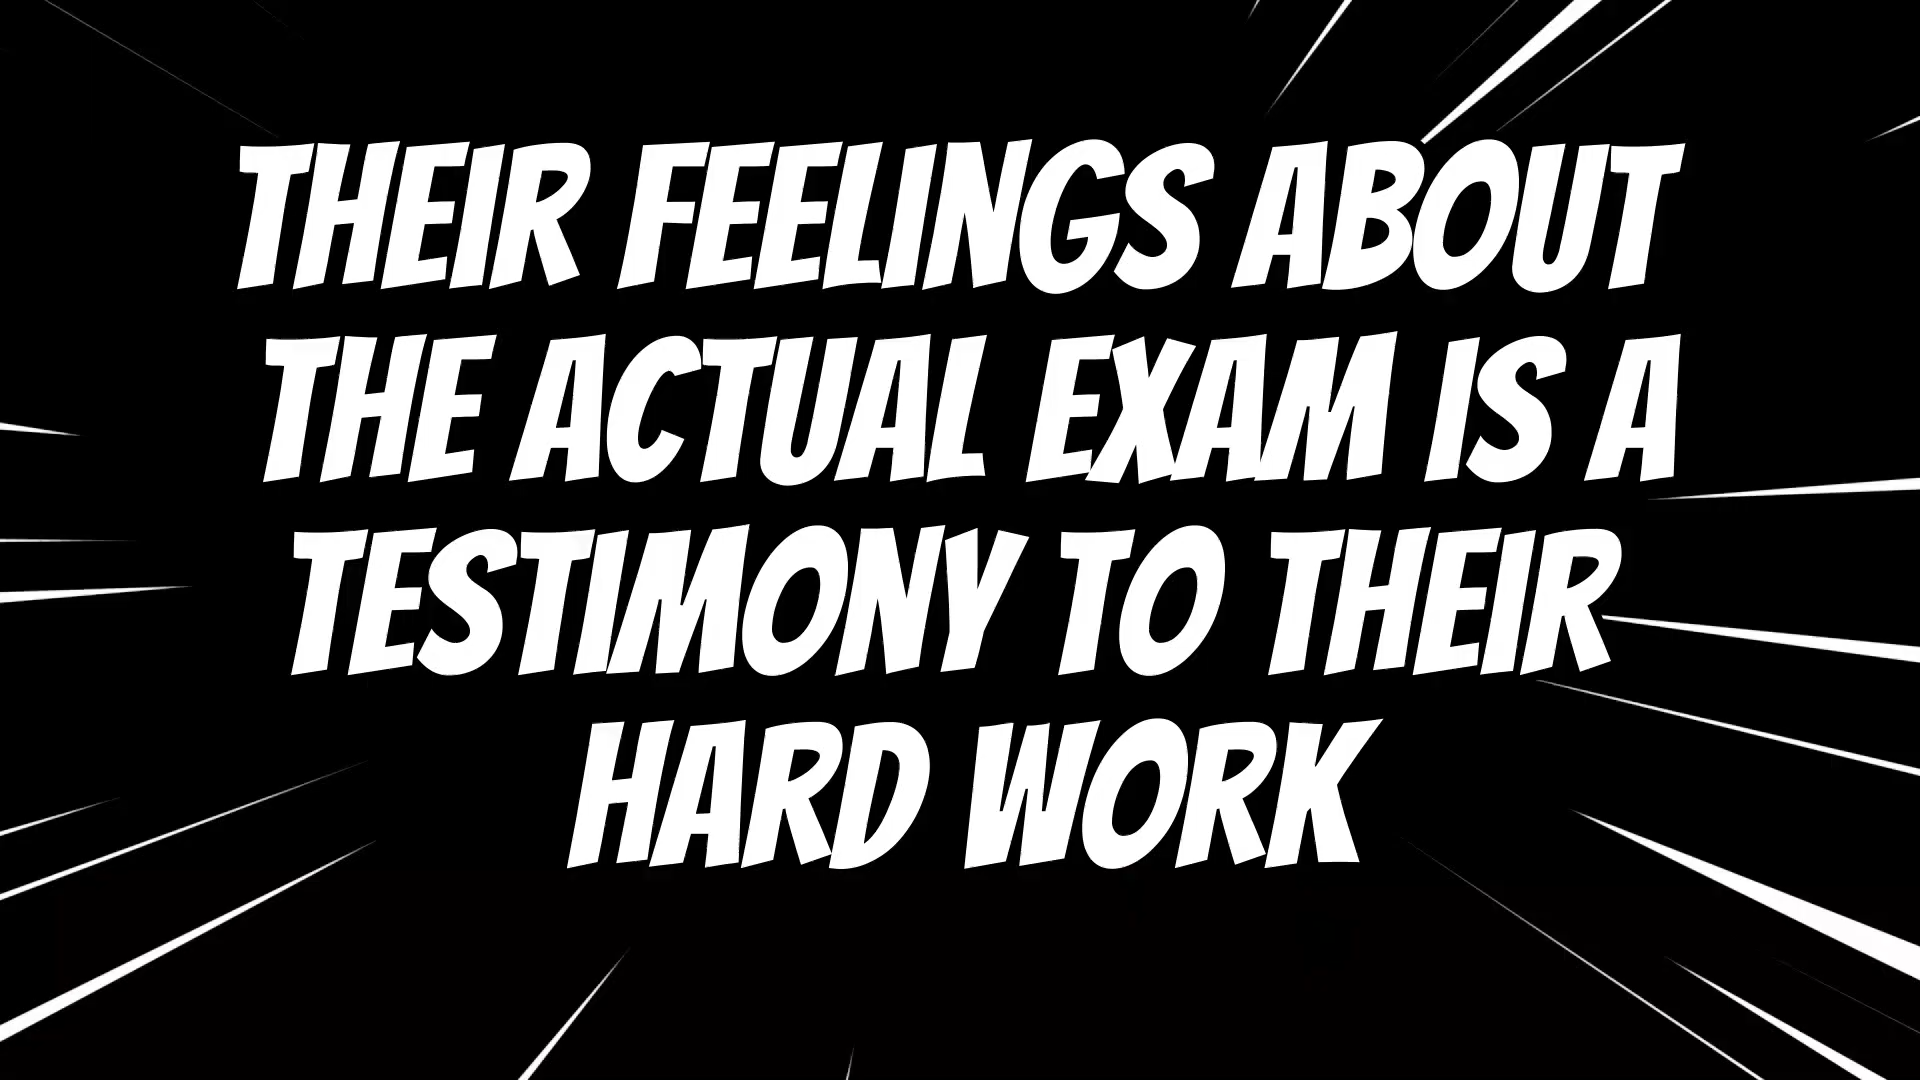 THEIR FEELINGS ABOUT
THE ACTUAL EXAM IS A
TESTIMONY TO THEIR
HARD WORK